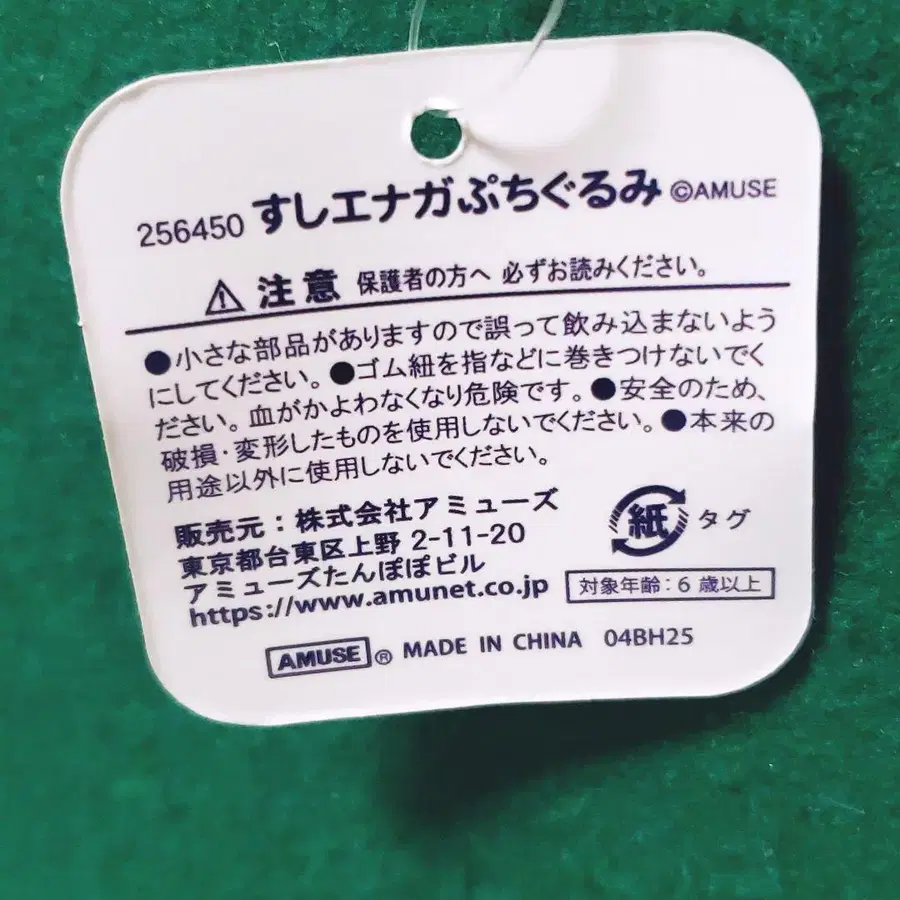 256450 すしエナガぷちぐるみ ©AMUSE
⚠ 注意 保護者の方へ 必ずお読みください。
●小さな部品がありますので誤って飲み込まないよう
にしてください。●ゴム紐を指などに巻きつけないでく
ださい。血がかよわなくなり危険です。●安全のため、
破損・変形したものを使用しないでください。●本来の
用途以外に使用しないでください。
販売元：株式会社アミューズ
東京都台東区上野 2-11-20
アミューズたんぽぽビル
https://www.amunet.co.jp
紙 タグ
対象年齢：6 歳以上
AMUSE® MADE IN CHINA 04BH25